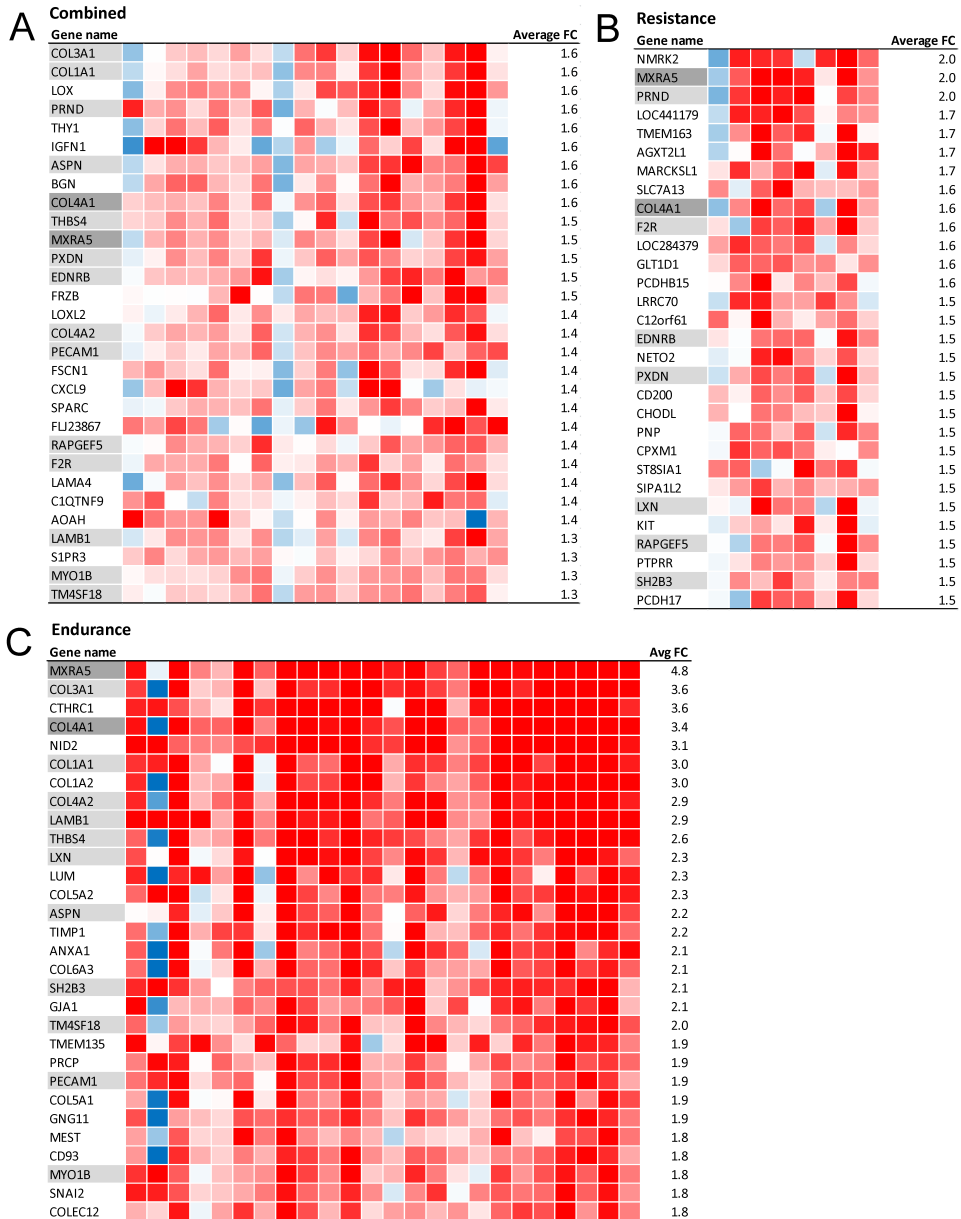 A
Combined
Gene name Average FC
COL3A1 1.6
COL1A1 1.6
LOX 1.6
PRND 1.6
THY1 1.6
IGFN1 1.6
ASPN 1.6
BGN 1.6
COL4A1 1.6
THBS4 1.5
MXRA5 1.5
PXDN 1.5
EDNRB 1.5
FRZB 1.5
LOXL2 1.4
COL4A2 1.4
PECAM1 1.4
FSCN1 1.4
CXCL9 1.4
SPARC 1.4
FLJ23867 1.4
RAPGEF5 1.4
F2R 1.4
LAMA4 1.4
C1QTNF9 1.4
AOAH 1.4
LAMB1 1.3
S1PR3 1.3
MYO1B 1.3
TM4SF18 1.3
B
Resistance
Gene name Average FC
NMRK2 2.0
MXRA5 2.0
PRND 2.0
LOC441179 1.7
TMEM163 1.7
AGXT2L1 1.7
MARCKSL1 1.7
SLC7A13 1.6
COL4A1 1.6
F2R 1.6
LOC284379 1.6
GLT1D1 1.6
PCDHB15 1.6
LRRC70 1.5
C12orf61 1.5
EDNRB 1.5
NETO2 1.5
PXDN 1.5
CD200 1.5
CHODL 1.5
PNP 1.5
CPXM1 1.5
ST8SIA1 1.5
SIPA1L2 1.5
LXN 1.5
KIT 1.5
RAPGEF5 1.5
PTPRR 1.5
SH2B3 1.5
PCDH17 1.5
C
Endurance
Gene name Avg FC
MXRA5 4.8
COL3A1 3.6
CTHRC1 3.6
COL4A1 3.4
NID2 3.1
COL1A1 3.0
COL1A2 3.0
COL4A2 2.9
LAMB1 2.9
THBS4 2.6
LXN 2.3
LUM 2.3
COL5A2 2.3
ASPN 2.2
TIMP1 2.2
ANXA1 2.1
COL6A3 2.1
SH2B3 2.1
GJA1 2.1
TM4SF18 2.0
TMEM135 1.9
PRCP 1.9
PECAM1 1.9
COL5A1 1.9
GNG11 1.9
MEST 1.8
CD93 1.8
MYO1B 1.8
SNAI2 1.8
COLEC12 1.8